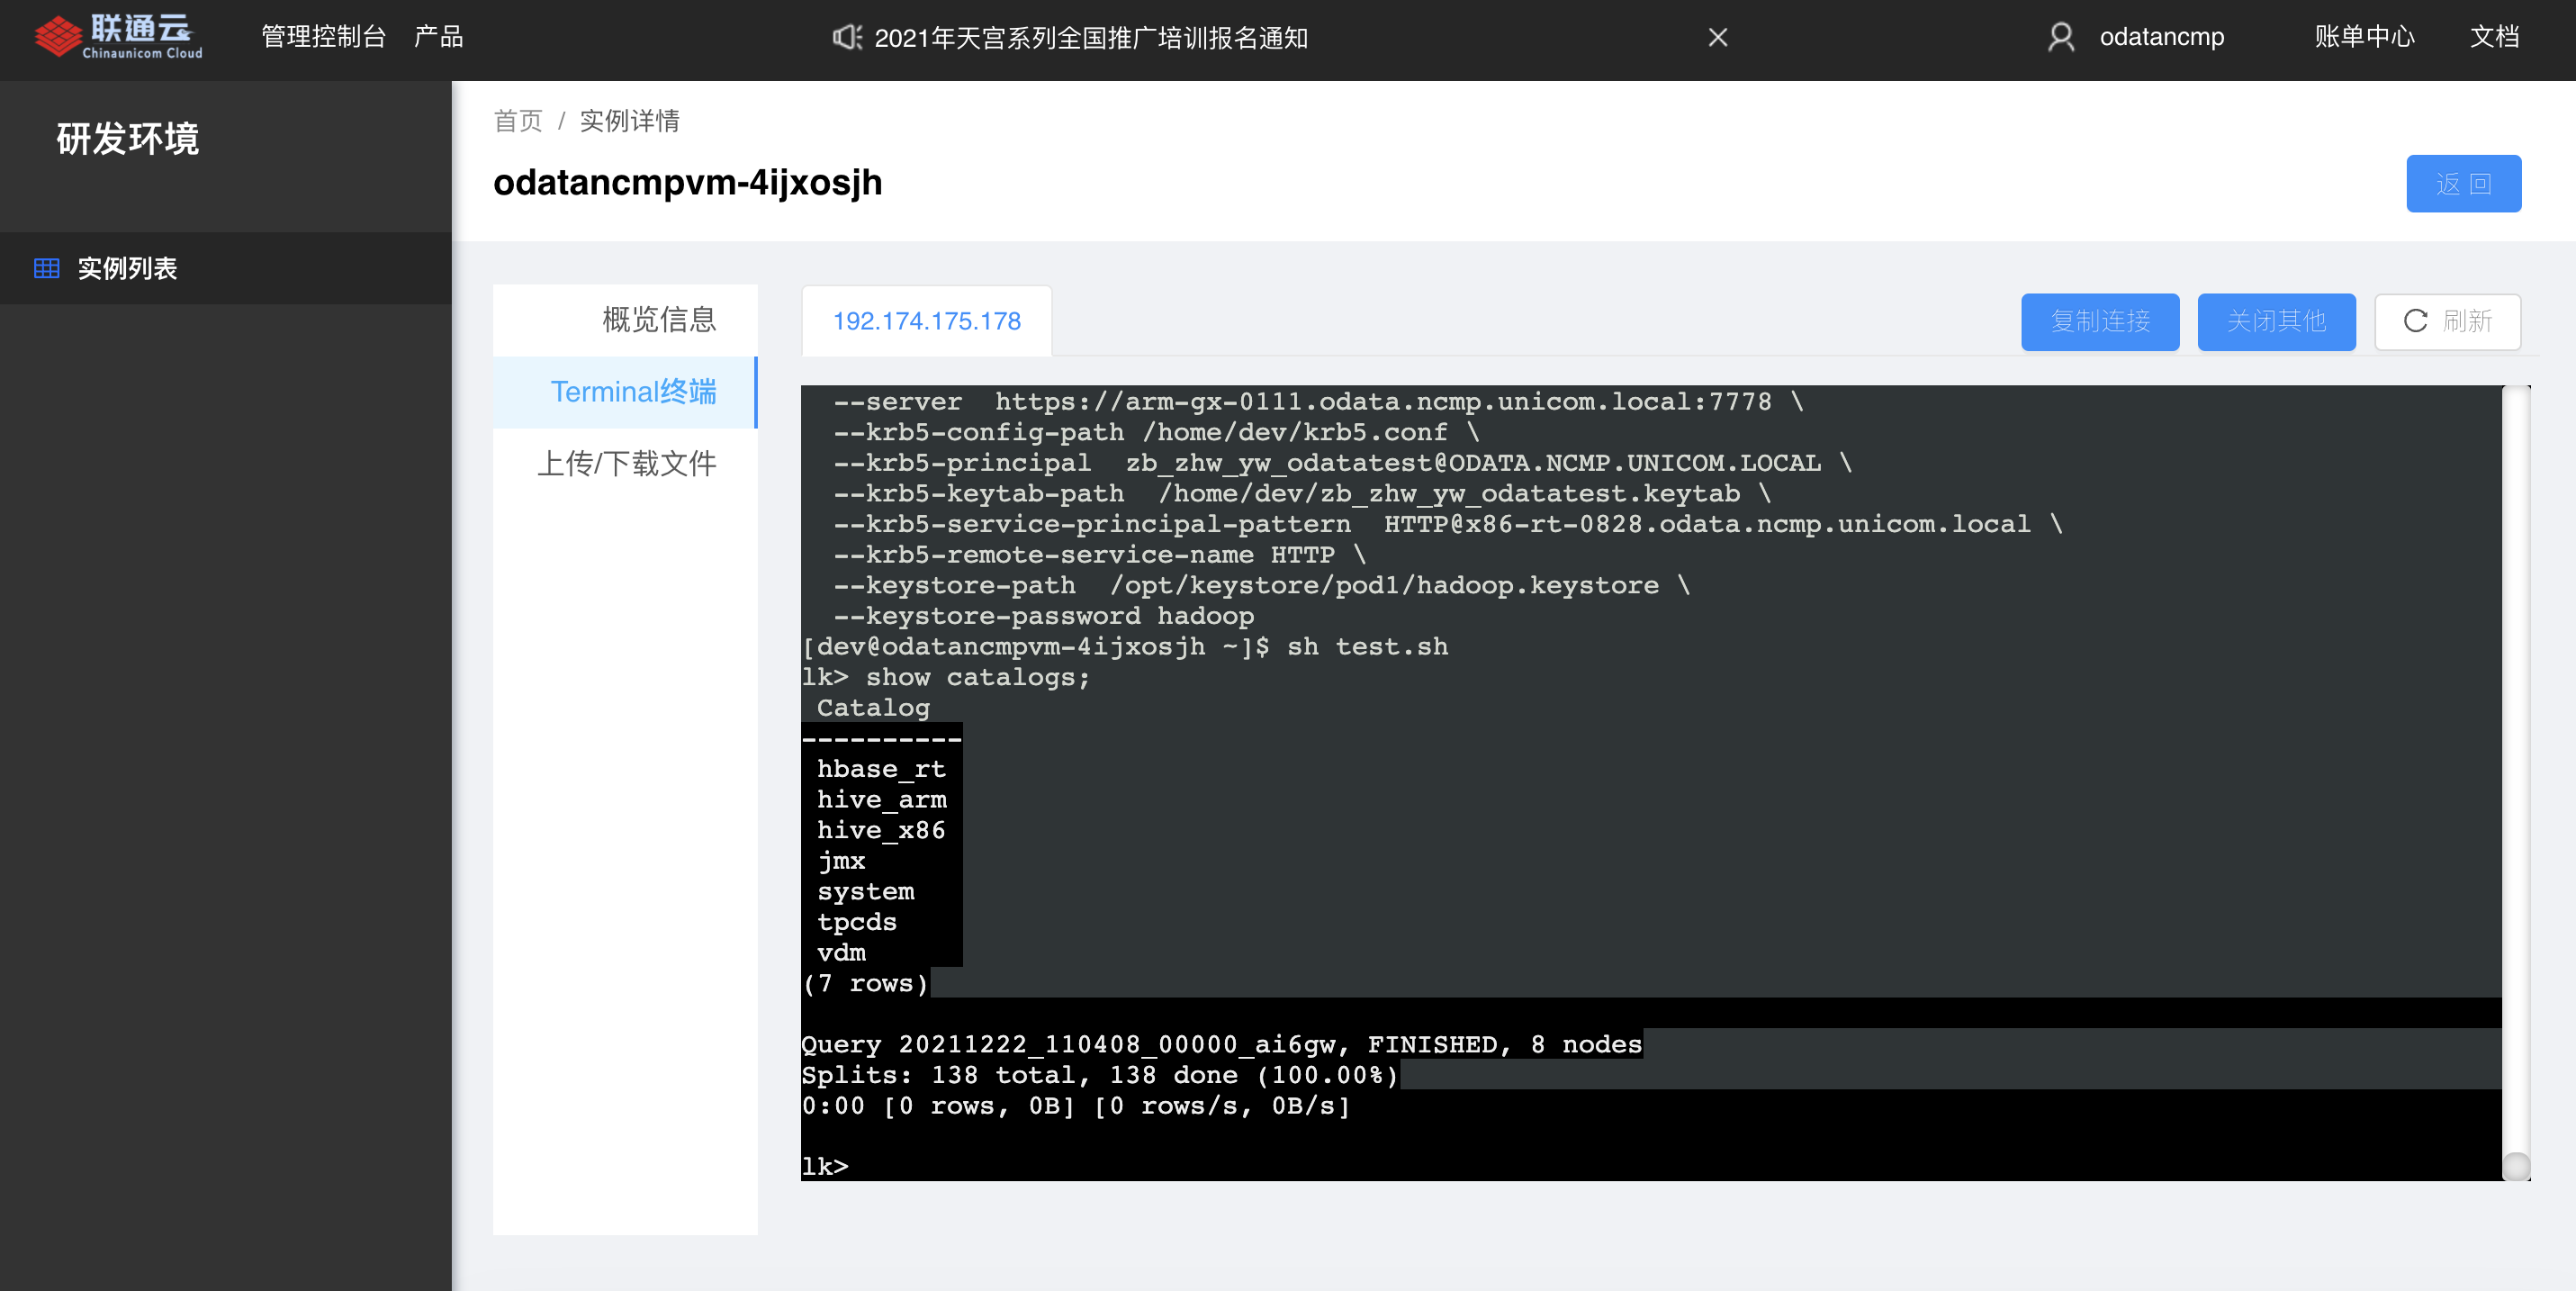 联通云
Chinaunicom Cloud
管理控制台 产品
2021年天宫系列全国推广培训报名通知
odatancmp
账单中心 文档
研发环境
实例列表
首页 / 实例详情
odatancmpvm-4ijxosjh
返 回
概览信息
Terminal终端
上传/下载文件
192.174.175.178
复制连接
关闭其他
刷新
--server  https://arm-gx-0111.odata.ncmp.unicom.local:7778 \
--krb5-config-path /home/dev/krb5.conf \
--krb5-principal  zb_zhw_yw_odatatest@ODATA.NCMP.UNICOM.LOCAL \
--krb5-keytab-path  /home/dev/zb_zhw_yw_odatatest.keytab \
--krb5-service-principal-pattern  HTTP@x86-rt-0828.odata.ncmp.unicom.local \
--krb5-remote-service-name HTTP \
--keystore-path  /opt/keystore/pod1/hadoop.keystore \
--keystore-password hadoop
[dev@odatancmpvm-4ijxosjh ~]$ sh test.sh
lk> show catalogs;
Catalog
----------
hbase_rt
hive_arm
hive_x86
jmx
system
tpcds
vdm
(7 rows)
Query 20211222_110408_00000_ai6gw, FINISHED, 8 nodes
Splits: 138 total, 138 done (100.00%)
0:00 [0 rows, 0B] [0 rows/s, 0B/s]
lk>